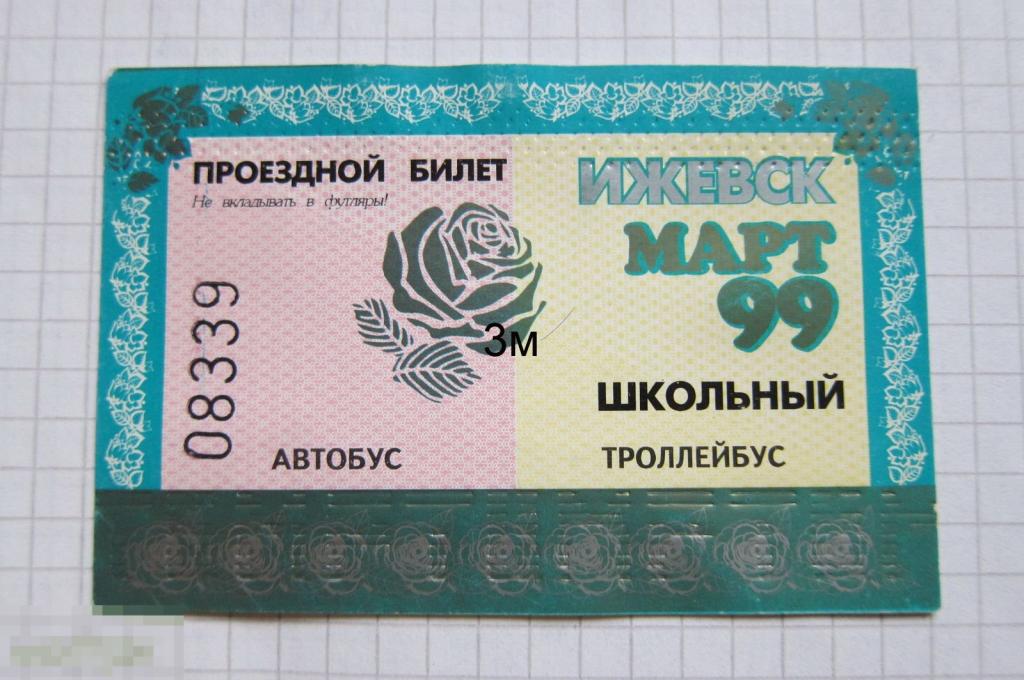 ПРОЕЗДНОЙ БИЛЕТ
Не вкладывать в футляры!
ИЖЕВСК
МАРТ
99
08339
3м
ШКОЛЬНЫЙ
АВТОБУС
ТРОЛЛЕЙБУС